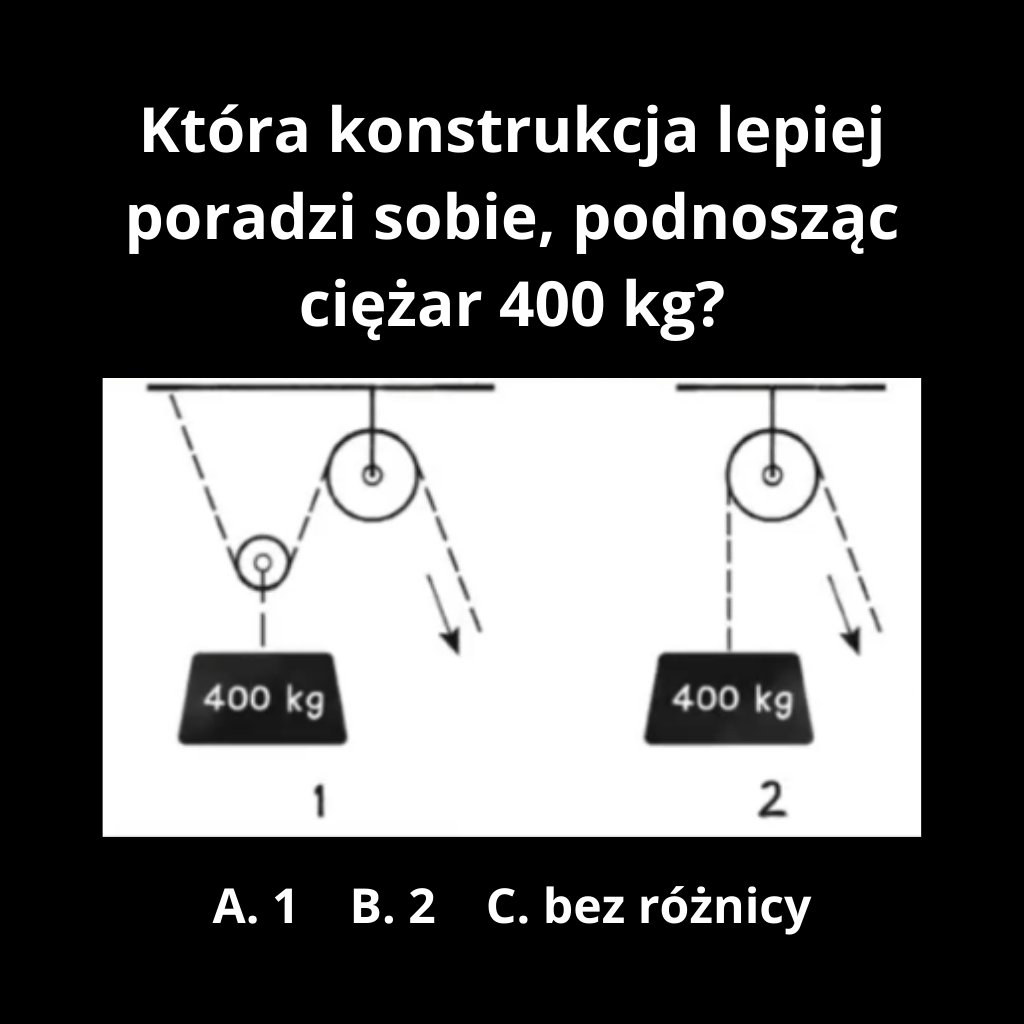 Która konstrukcja lepiej
poradzi sobie, podnosząc
ciężar 400 kg?
400 kg
400 kg
1
2
A. 1 B. 2 C. bez różnicy